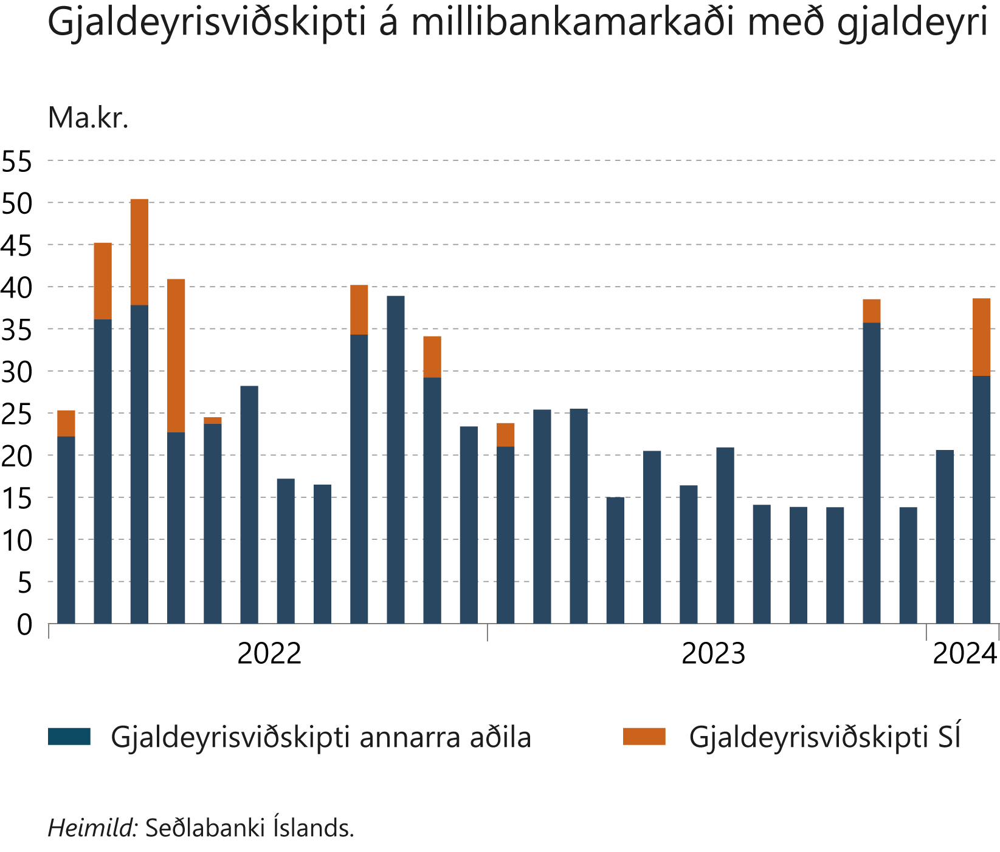 Gjaldeyrisviðskipti á millibankamarkaði með gjaldeyri
Ma.kr.
55
50
45
40
35
30
25
20
15
10
5
0
2022 2023 2024
Gjaldeyrisviðskipti annarra aðila Gjaldeyrisviðskipti SÍ
Heimild: Seðlabanki Íslands.